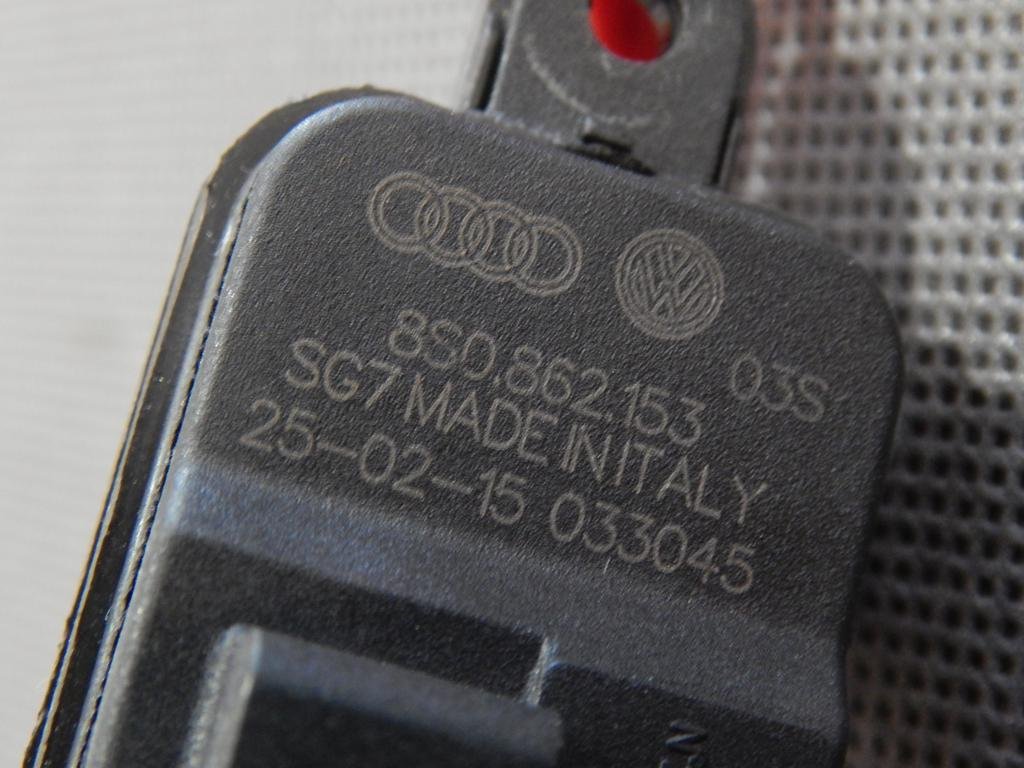 8S0.862.153 03S
SG7 MADE IN ITALY
25-02-15 033045